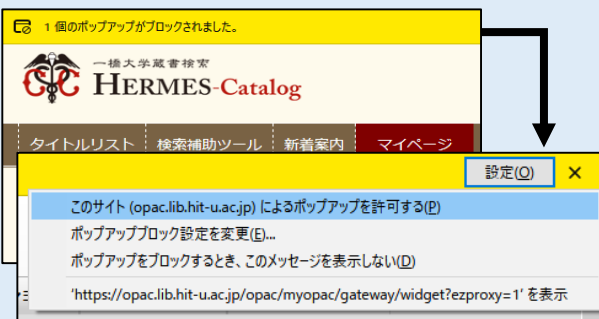 1 個のポップアップがブロックされました。
一橋大学蔵書検索
HERMES-Catalog
タイトルリスト 検索補助ツール 新着案内 マイページ
設定(O) ×
このサイト (opac.lib.hit-u.ac.jp) によるポップアップを許可する(P)
ポップアップブロック設定を変更(E)...
ポップアップをブロックするとき、このメッセージを表示しない(D)
'https://opac.lib.hit-u.ac.jp/opac/myopac/gateway/widget?ezproxy=1' を表示